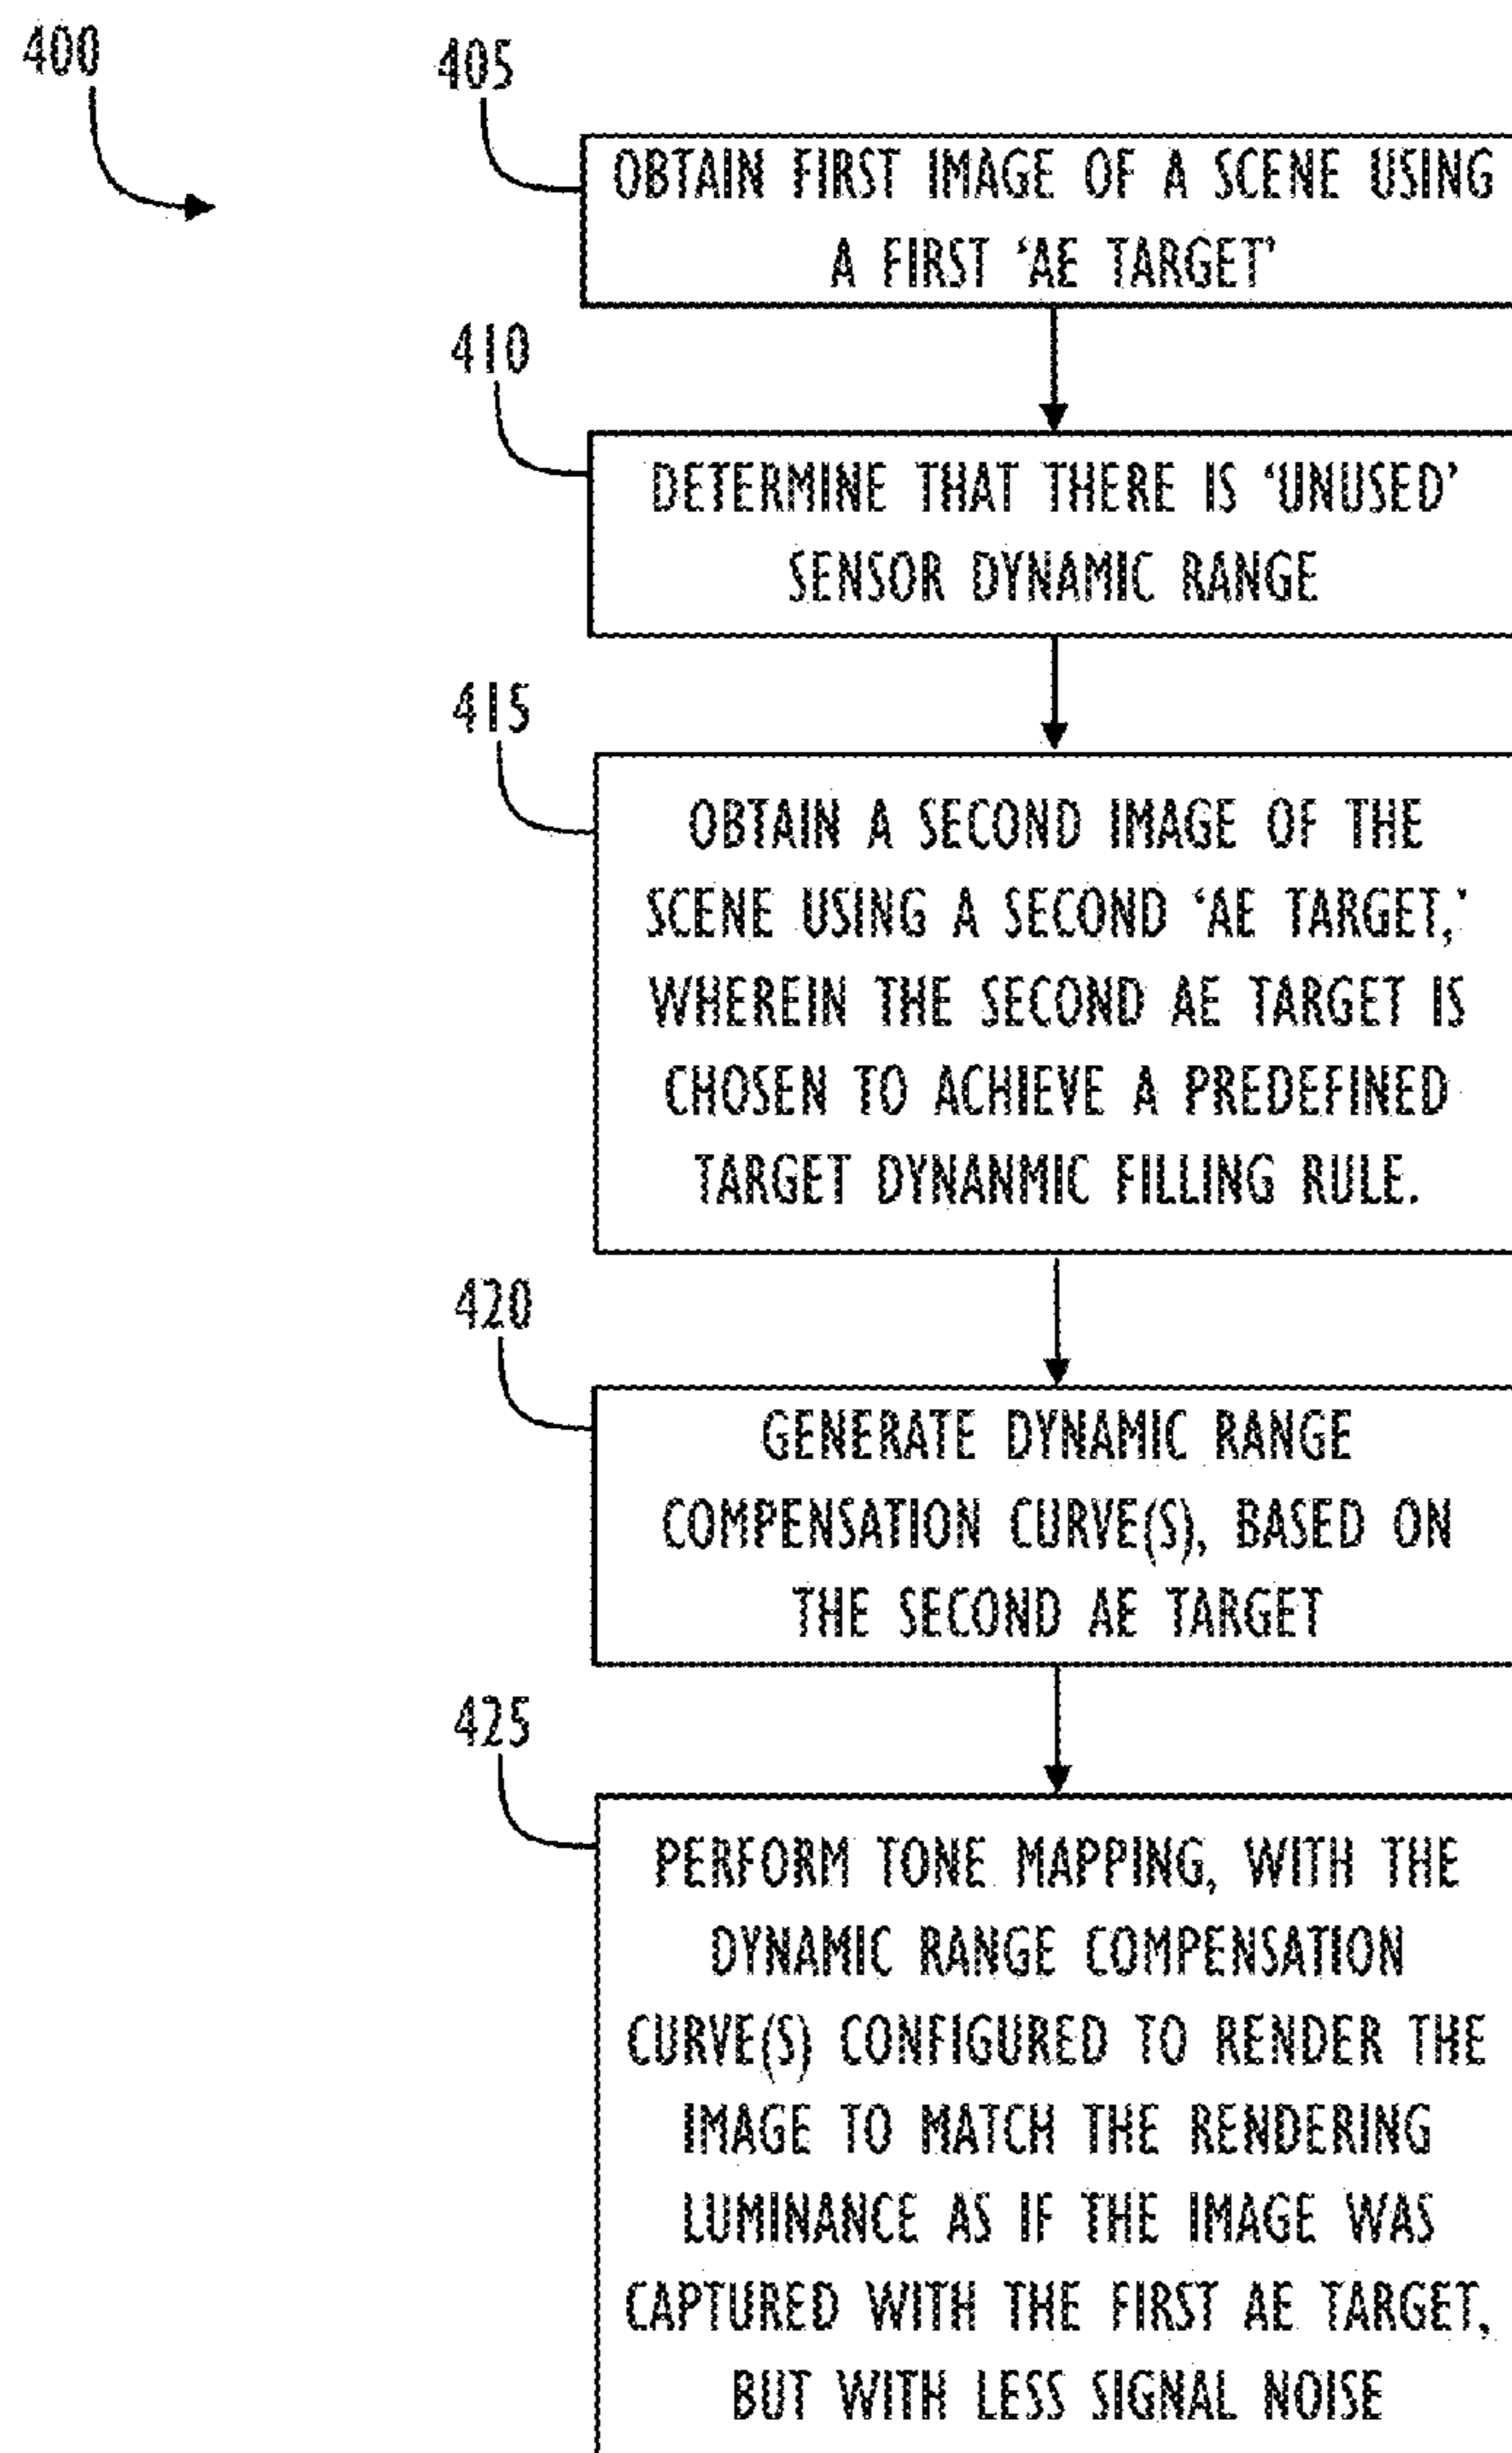 400
405
OBTAIN FIRST IMAGE OF A SCENE USING
A FIRST ‘AE TARGET’
410
DETERMINE THAT THERE IS ‘UNUSED’
SENSOR DYNAMIC RANGE
415
OBTAIN A SECOND IMAGE OF THE
SCENE USING A SECOND ‘AE TARGET,’
WHEREIN THE SECOND AE TARGET IS
CHOSEN TO ACHIEVE A PREDEFINED
TARGET DYNANMIC FILLING RULE.
420
GENERATE DYNAMIC RANGE
COMPENSATION CURVE(S), BASED ON
THE SECOND AE TARGET
425
PERFORM TONE MAPPING, WITH THE
DYNAMIC RANGE COMPENSATION
CURVE(S) CONFIGURED TO RENDER THE
IMAGE TO MATCH THE RENDERING
LUMINANCE AS IF THE IMAGE WAS
CAPTURED WITH THE FIRST AE TARGET,
BUT WITH LESS SIGNAL NOISE